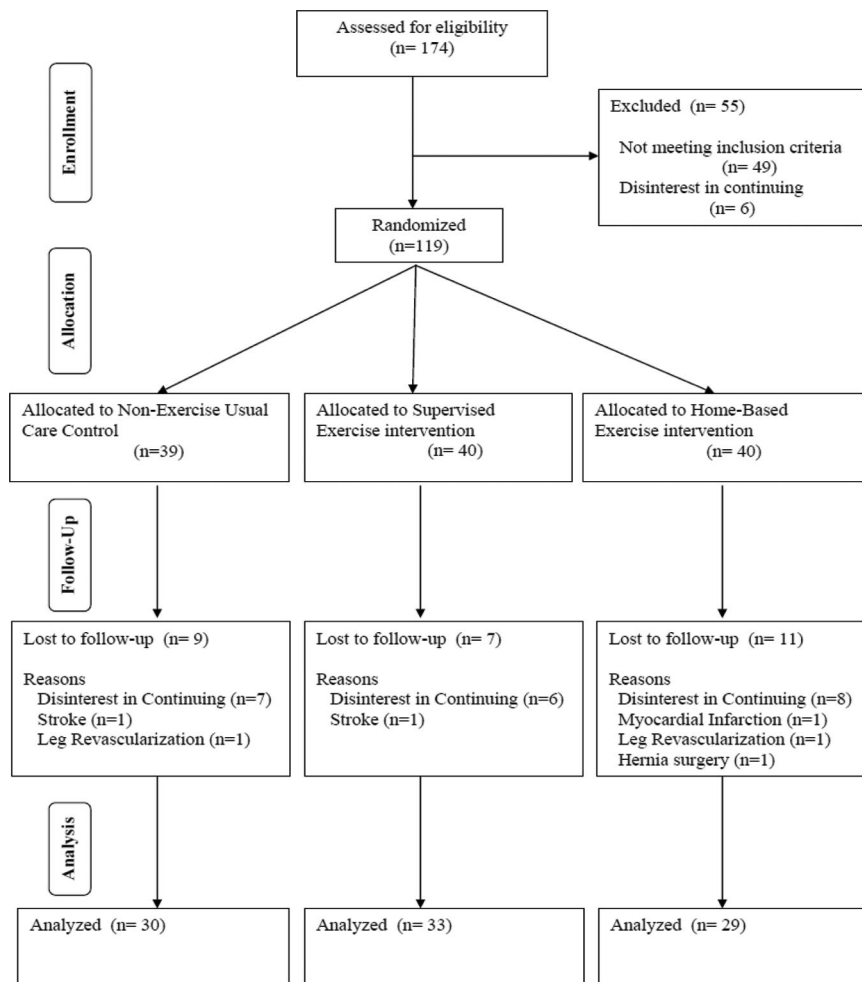 Assessed for eligibility
(n= 174)
Enrollment
Excluded (n= 55)
Not meeting inclusion criteria
(n= 49)
Disinterest in continuing
(n= 6)
Randomized
(n=119)
Allocation
Allocated to Non-Exercise Usual
Care Control
(n=39)
Allocated to Supervised
Exercise intervention
(n= 40)
Allocated to Home-Based
Exercise intervention
(n= 40)
Follow-Up
Lost to follow-up (n= 9)
Reasons
Disinterest in Continuing (n=7)
Stroke (n=1)
Leg Revascularization (n=1)
Lost to follow-up (n= 7)
Reasons
Disinterest in Continuing (n=6)
Stroke (n=1)
Lost to follow-up (n= 11)
Reasons
Disinterest in Continuing (n=8)
Myocardial Infarction (n=1)
Leg Revascularization (n=1)
Hernia surgery (n=1)
Analysis
Analyzed (n= 30)
Analyzed (n= 33)
Analyzed (n= 29)